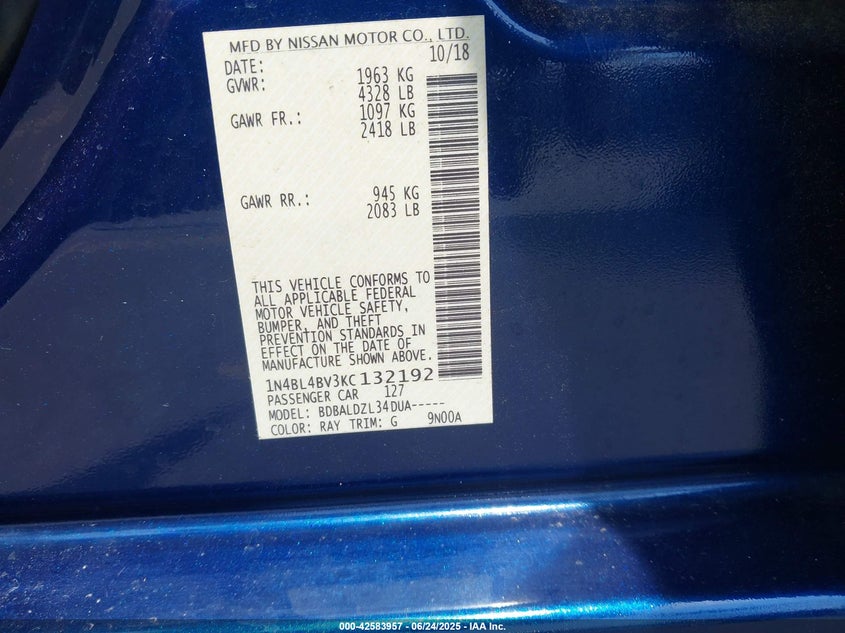 MFD BY NISSAN MOTOR CO., LTD.
DATE: 10/18
GVWR: 1963 KG
4328 LB
GAWR FR.: 1097 KG
2418 LB
GAWR RR.: 945 KG
2083 LB
THIS VEHICLE CONFORMS TO
ALL APPLICABLE FEDERAL
MOTOR VEHICLE SAFETY,
BUMPER, AND THEFT
PREVENTION STANDARDS IN
EFFECT ON THE DATE OF
MANUFACTURE SHOWN ABOVE.
1N4BL4BV3KC132192
PASSENGER CAR 127
MODEL: BDBALDZL34DUA-----
COLOR: RAY TRIM: G 9N00A
000-42583957 - 06/24/2025 - IAA Inc.